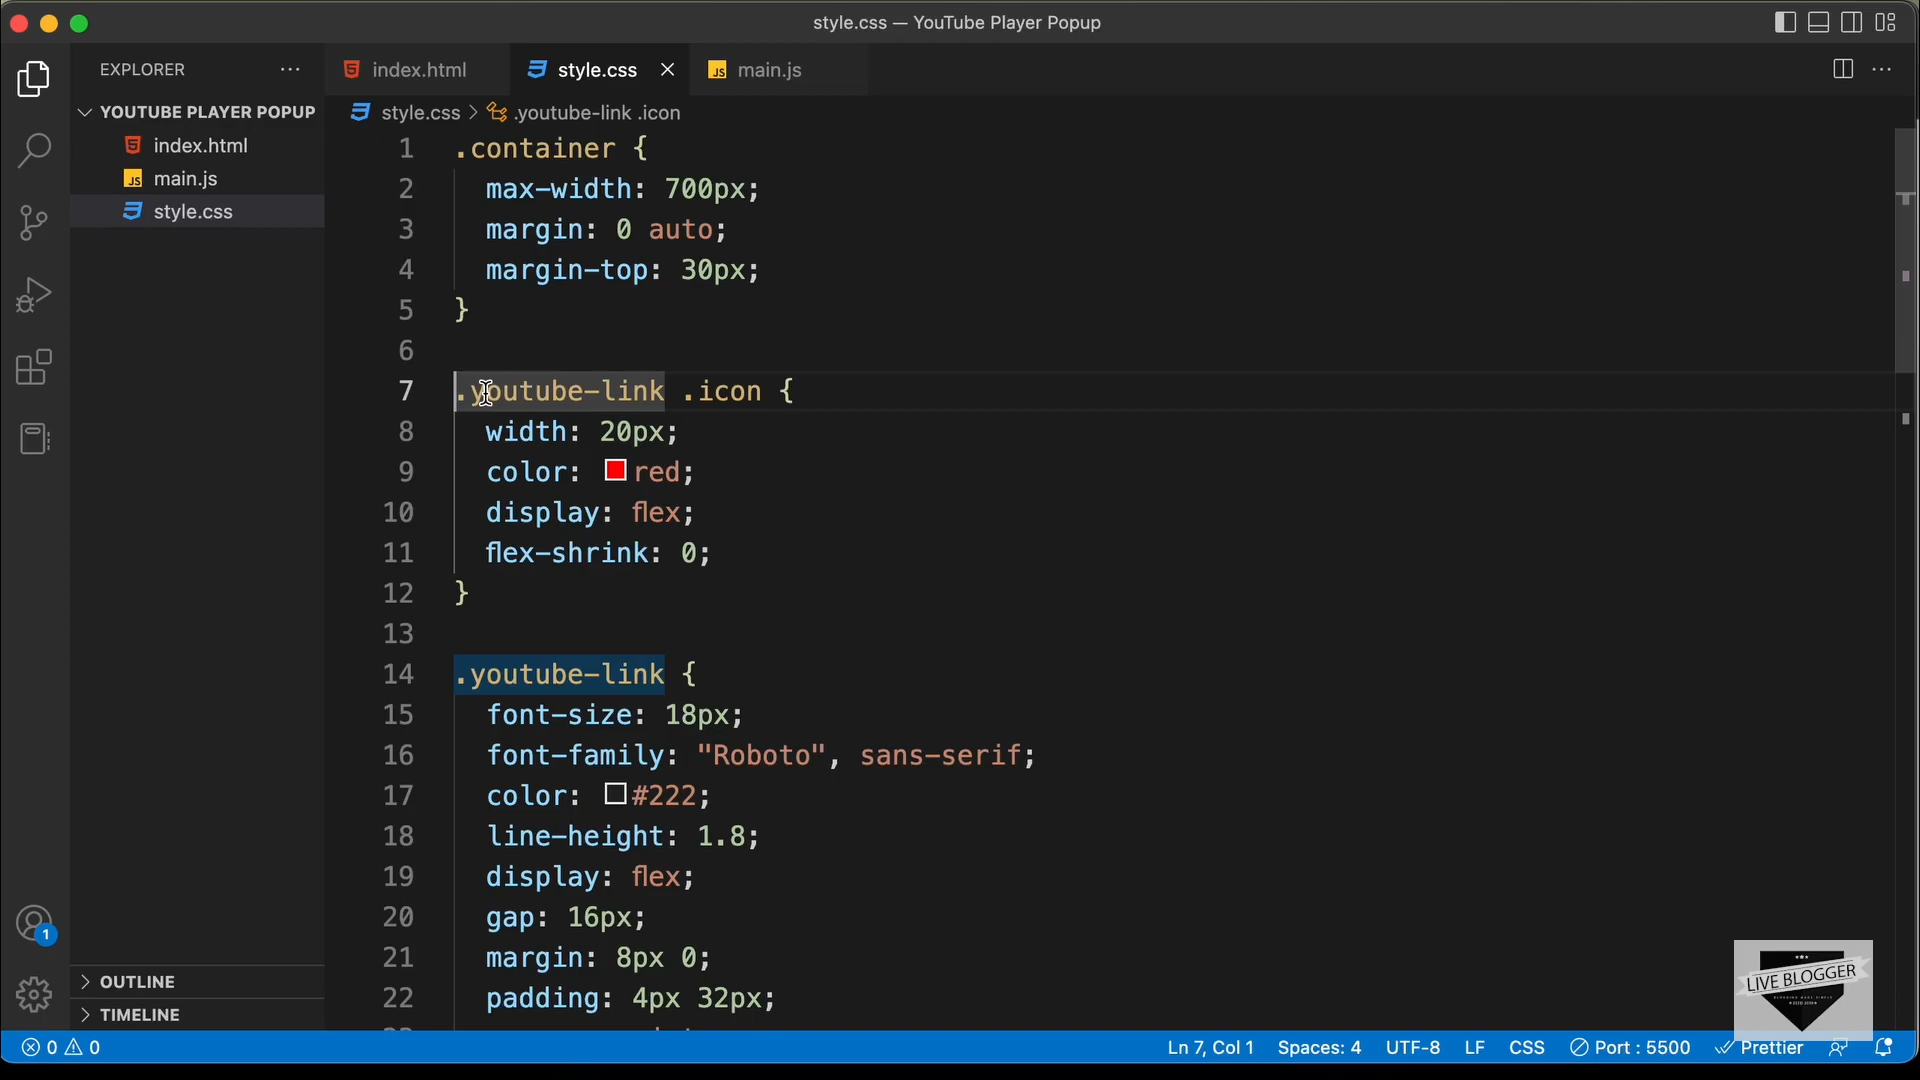 style.css — YouTube Player Popup
EXPLORER
index.html
style.css
main.js
YOUTUBE PLAYER POPUP
index.html
main.js
style.css
style.css > .youtube-link .icon
1 .container {
2 max-width: 700px;
3 margin: 0 auto;
4 margin-top: 30px;
5 }
6
7 .youtube-link .icon {
8 width: 20px;
9 color: red;
10 display: flex;
11 flex-shrink: 0;
12 }
13
14 .youtube-link {
15 font-size: 18px;
16 font-family: "Roboto", sans-serif;
17 color: #222;
18 line-height: 1.8;
19 display: flex;
20 gap: 16px;
21 margin: 8px 0;
22 padding: 4px 32px;
1
OUTLINE
TIMELINE
LIVE BLOGGER
0 0
Ln 7, Col 1 Spaces: 4 UTF-8 LF CSS Port : 5500 Prettier